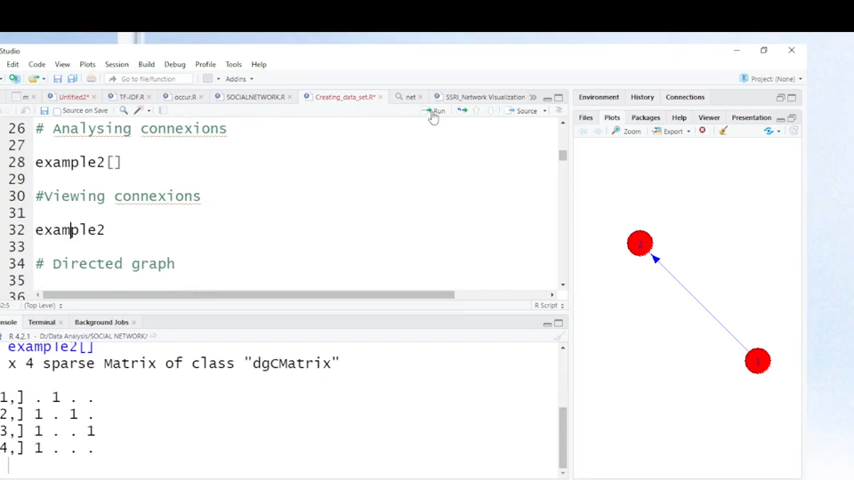 Studio
Edit Code View Plots Session Build Debug Profile Tools Help
Go to file/function
Addins
Project: (None)
m
Untitled2*
TF-IDF.R
occur.R
SOCIALNETWORK.R
Creating_data_set.R*
net
SSRI_Network Visualization
Source on Save
Run
Source
26 # Analysing connexions
27
28 example2[]
29
30 #Viewing connexions
31
32 example2
33
34 # Directed graph
35
36
32:5
(Top Level)
R Script
Console
Terminal
Background Jobs
R 4.2.1 · D:/Data Analysis/SOCIAL NETWORK/
example2[]
x 4 sparse Matrix of class "dgCMatrix"
1,] . 1 . .
2,] 1 . 1 .
3,] 1 . . 1
4,] 1 . . .
Environment
History
Connections
Files
Plots
Packages
Help
Viewer
Presentation
Zoom
Export